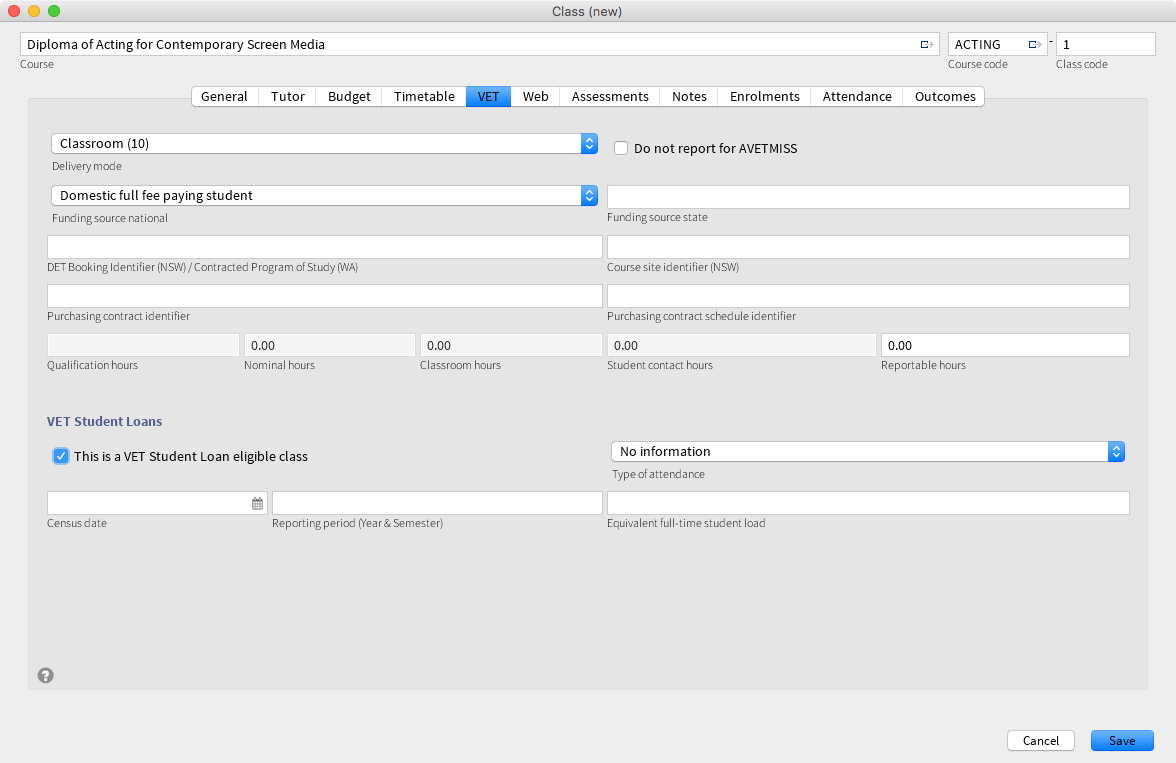 Class (new)
Diploma of Acting for Contemporary Screen Media
ACTING
-
1
Course
Course code
Class code
General Tutor Budget Timetable VET Web Assessments Notes Enrolments Attendance Outcomes
Classroom (10)
Do not report for AVETMISS
Delivery mode
Domestic full fee paying student
Funding source national
Funding source state
DET Booking Identifier (NSW) / Contracted Program of Study (WA)
Course site identifier (NSW)
Purchasing contract identifier
Purchasing contract schedule identifier
0.00 0.00 0.00 0.00
Qualification hours
Nominal hours
Classroom hours
Student contact hours
Reportable hours
VET Student Loans
This is a VET Student Loan eligible class
No information
Type of attendance
Census date
Reporting period (Year & Semester)
Equivalent full-time student load
?
Cancel
Save